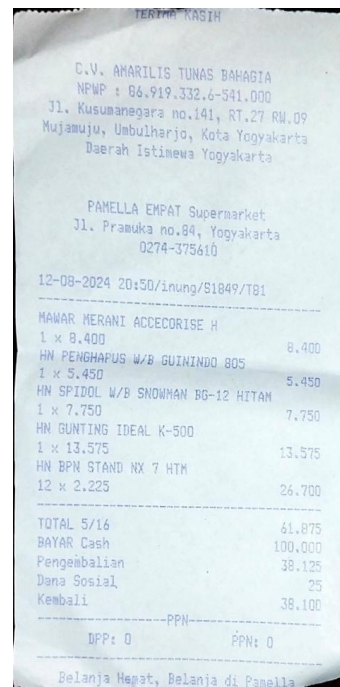 TERIMA KASIH
C.V. AMARILIS TUNAS BAHAGIA
NPWP : 86.919.332.6-541.000
Jl. Kusumanegara no.141, RT.27 RW.09
Mujamuju, Umbulharjo, Kota Yogyakarta
Daerah Istimewa Yogyakarta
PAMELLA EMPAT Supermarket
Jl. Pramuka no.84, Yogyakarta
0274-375610
12-08-2024 20:50/inung/S1849/T81
MAWAR MERANI ACCECORISE H
1 x 8.400 8.400
HN PENGHAPUS W/B GUININDO 805
1 x 5.450 5.450
HN SPIDOL W/B SNOWMAN BG-12 HITAM
1 x 7.750 7.750
HN GUNTING IDEAL K-500
1 x 13.575 13.575
HN BPN STAND NX 7 HTM
12 x 2.225 26.700
TOTAL 5/16 61.875
BAYAR Cash 100.000
Pengembalian 38.125
Dana Sosial 25
Kembali 38.100
PPN
DPP: 0 PPN: 0
Belanja Hemat, Belanja di Pamella